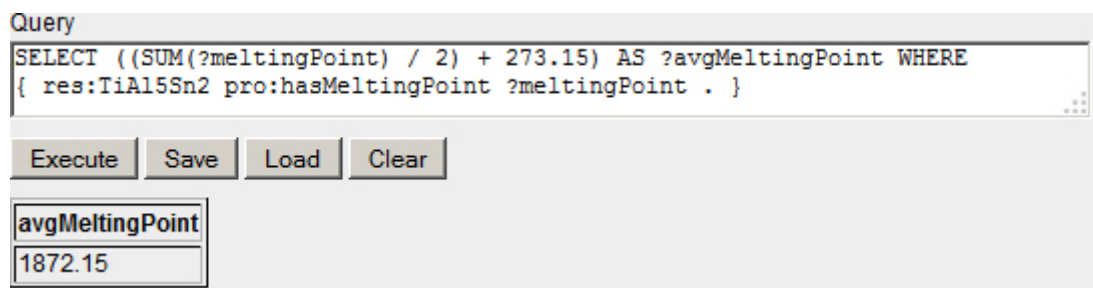 Query
SELECT ((SUM(?meltingPoint) / 2) + 273.15) AS ?avgMeltingPoint WHERE
{ res:TiAl5Sn2 pro:hasMeltingPoint ?meltingPoint . }
Execute Save Load Clear
avgMeltingPoint
1872.15